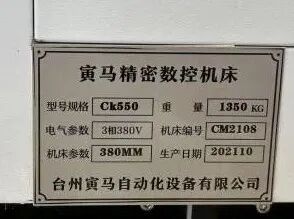 寅马精密数控机床
型号规格 Ck550 重量 1350KG
电气参数 3相380V 机床编号 CM2108
机床参数 380MM 生产日期 202110
台州寅马自动化设备有限公司